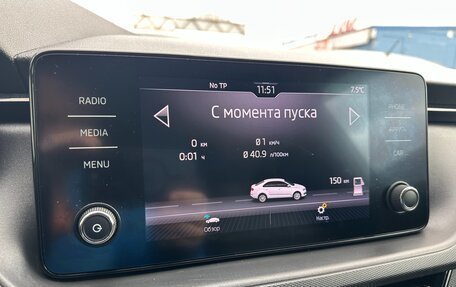 No TP 11:51 7.5°C
RADIO
MEDIA
MENU
С момента пуска
0 км Ø 1 км/ч
0:01 ч Ø 40.9 л/100км
150 км
Обзор Настр.
PHONE
APPS
CAR